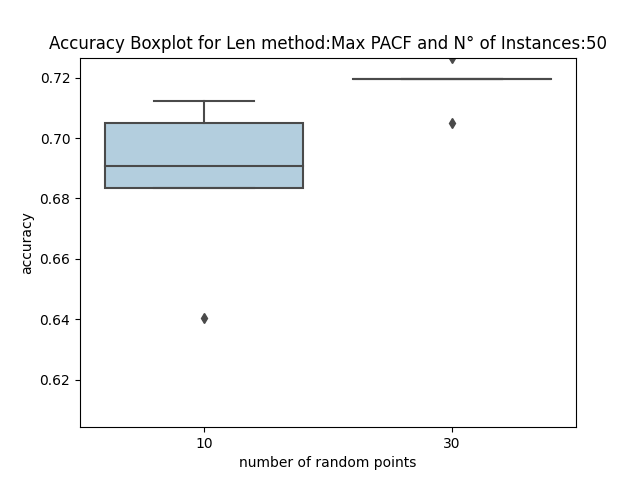 Accuracy Boxplot for Len method:Max PACF and N° of Instances:50
0.72
0.70
0.68
0.66
0.64
0.62
accuracy
10 30
number of random points